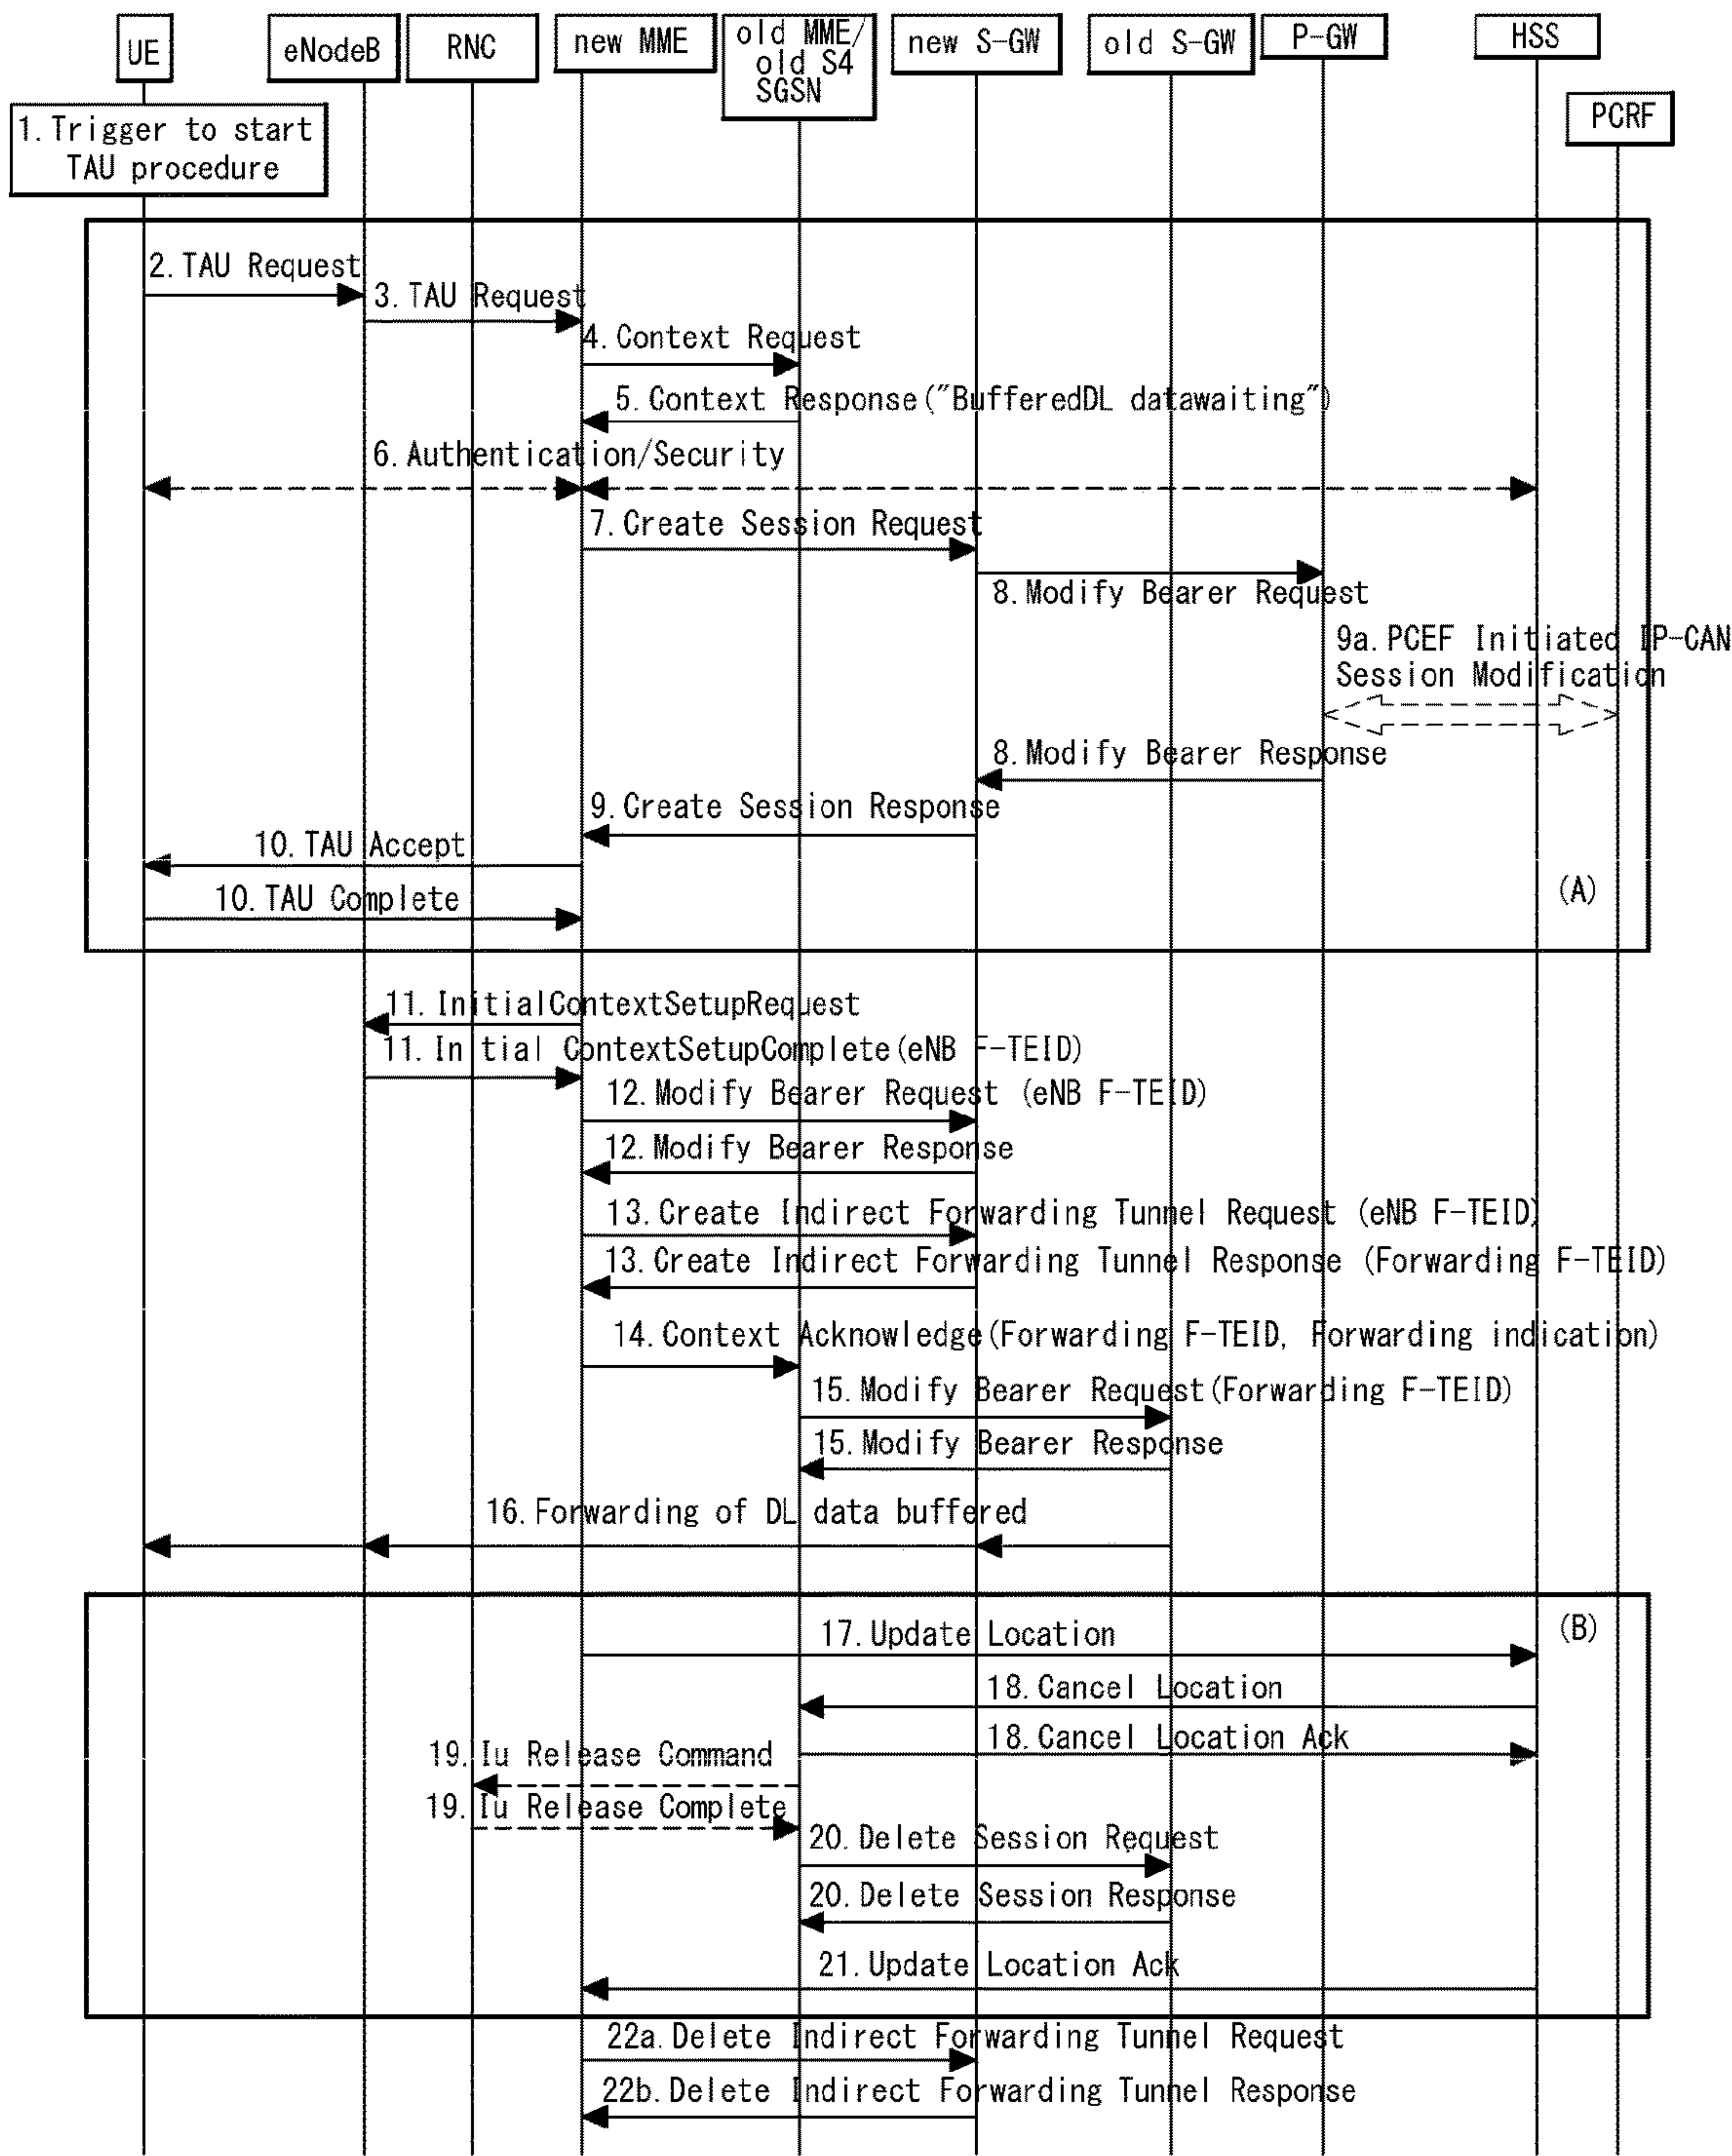 UE
eNodeB
RNC
new MME
old MME/
old S4
SGSN
new S-GW
old S-GW
P-GW
HSS
PCRF
1.Trigger to start
TAU procedure
2.TAU Request
3.TAU Request
4.Context Request
5.Context Response("BufferedDL datawaiting")
6.Authentication/Security
7.Create Session Request
8.Modify Bearer Request
9a.PCEF Initiated IP-CAN
Session Modification
8.Modify Bearer Response
9.Create Session Response
10.TAU Accept
10.TAU Complete
(A)
11.InitialContextSetupRequest
11.Initial ContextSetupComplete(eNB F-TEID)
12.Modify Bearer Request (eNB F-TEID)
12.Modify Bearer Response
13.Create Indirect Forwarding Tunnel Request (eNB F-TEID)
13.Create Indirect Forwarding Tunnel Response (Forwarding F-TEID)
14.Context Acknowledge(Forwarding F-TEID, Forwarding indication)
15.Modify Bearer Request(Forwarding F-TEID)
15.Modify Bearer Response
16.Forwarding of DL data buffered
(B)
17.Update Location
18.Cancel Location
18.Cancel Location Ack
19.Iu Release Command
19.Iu Release Complete
20.Delete Session Request
20.Delete Session Response
21.Update Location Ack
22a.Delete Indirect Forwarding Tunnel Request
22b.Delete Indirect Forwarding Tunnel Response